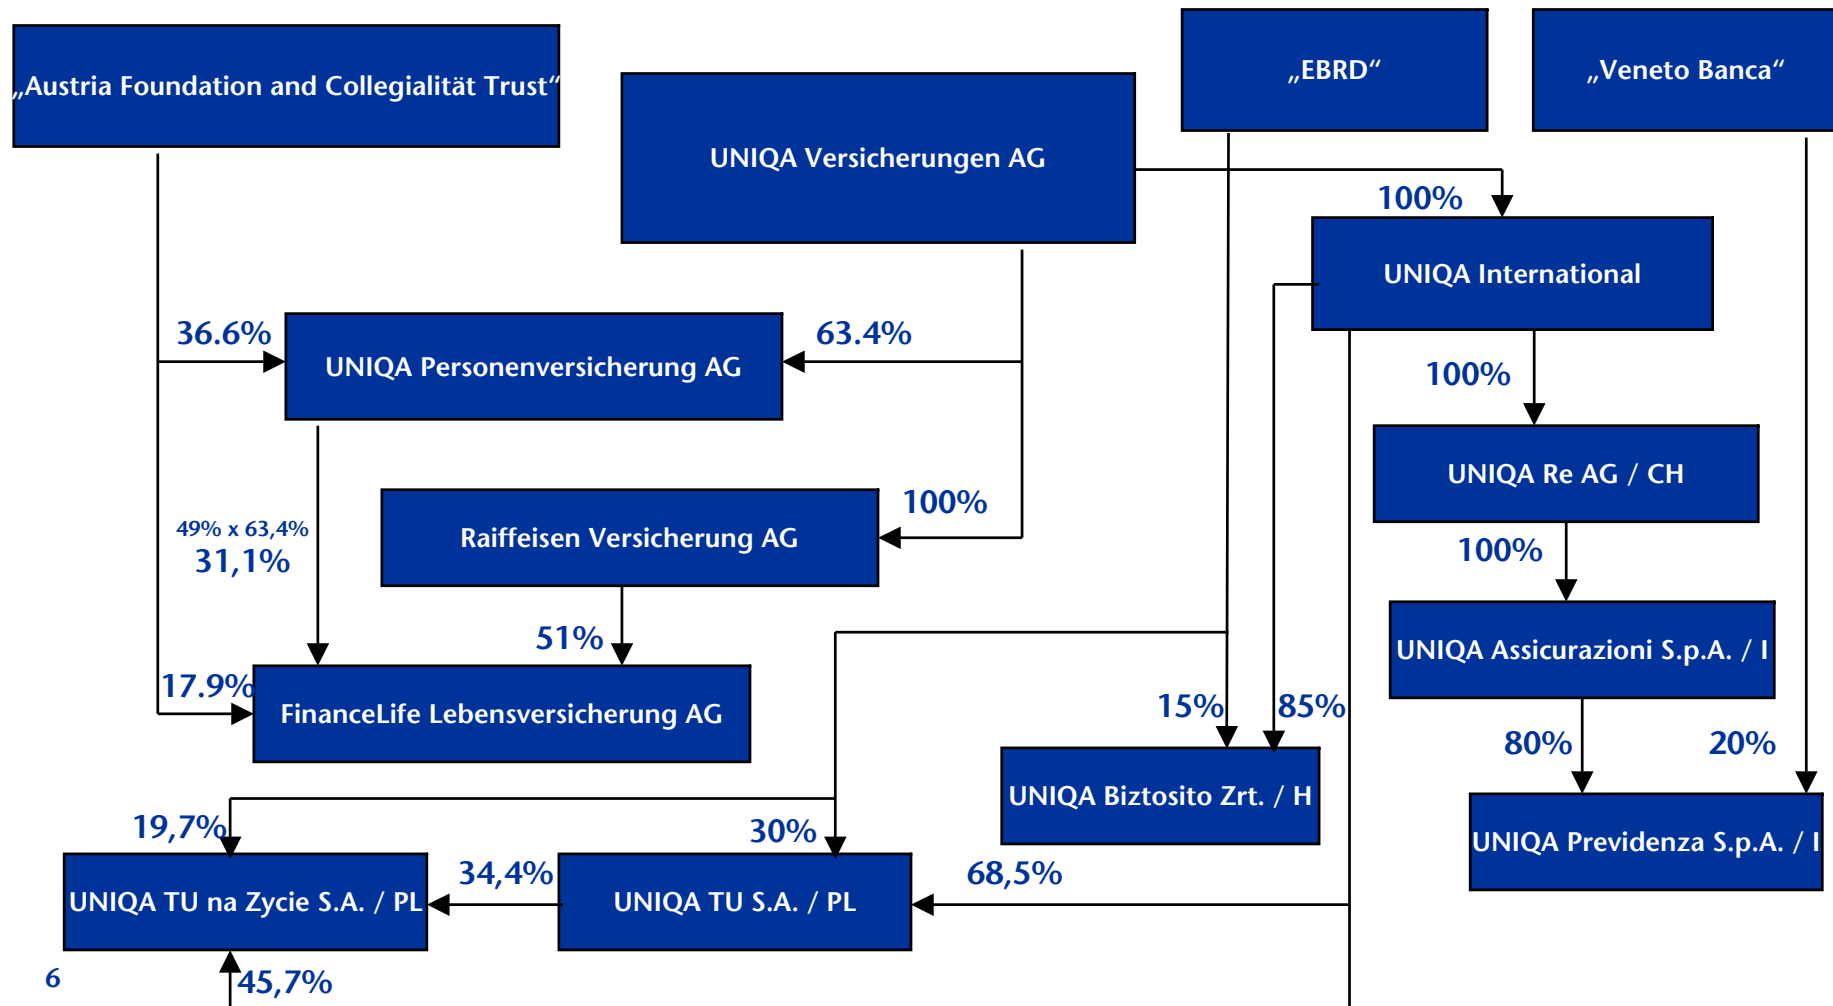 „Austria Foundation and Collegialität Trust“
UNIQA Versicherungen AG
„EBRD“
„Veneto Banca“
100%
UNIQA International
36.6%
UNIQA Personenversicherung AG
63.4%
100%
UNIQA Re AG / CH
49% x 63,4%
31,1%
Raiffeisen Versicherung AG
100%
100%
51%
UNIQA Assicurazioni S.p.A. / I
17.9%
FinanceLife Lebensversicherung AG
15%
85%
80%
20%
UNIQA Biztosito Zrt. / H
19,7%
30%
UNIQA Previdenza S.p.A. / I
UNIQA TU na Zycie S.A. / PL
34,4%
UNIQA TU S.A. / PL
68,5%
6
45,7%